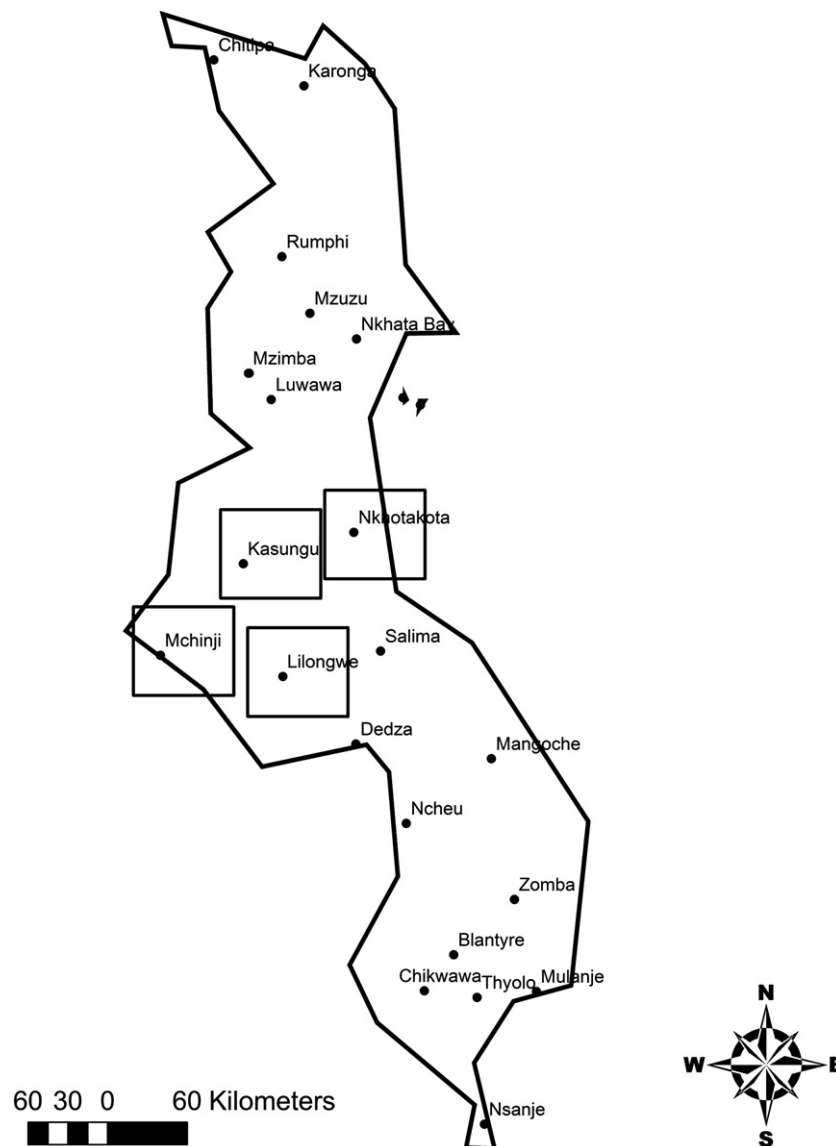 Chitipa
Karonga
Rumphi
Mzuzu
Nkhata Bay
Mzimba
Luwawa
Nkhotakota
Kasungu
Mchinji
Salima
Lilongwe
Dedza
Mangoche
Ncheu
Zomba
Blantyre
Chikwawa
Thyolo
Mulanje
Nsanje
N
W
E
S
60 30 0 60 Kilometers